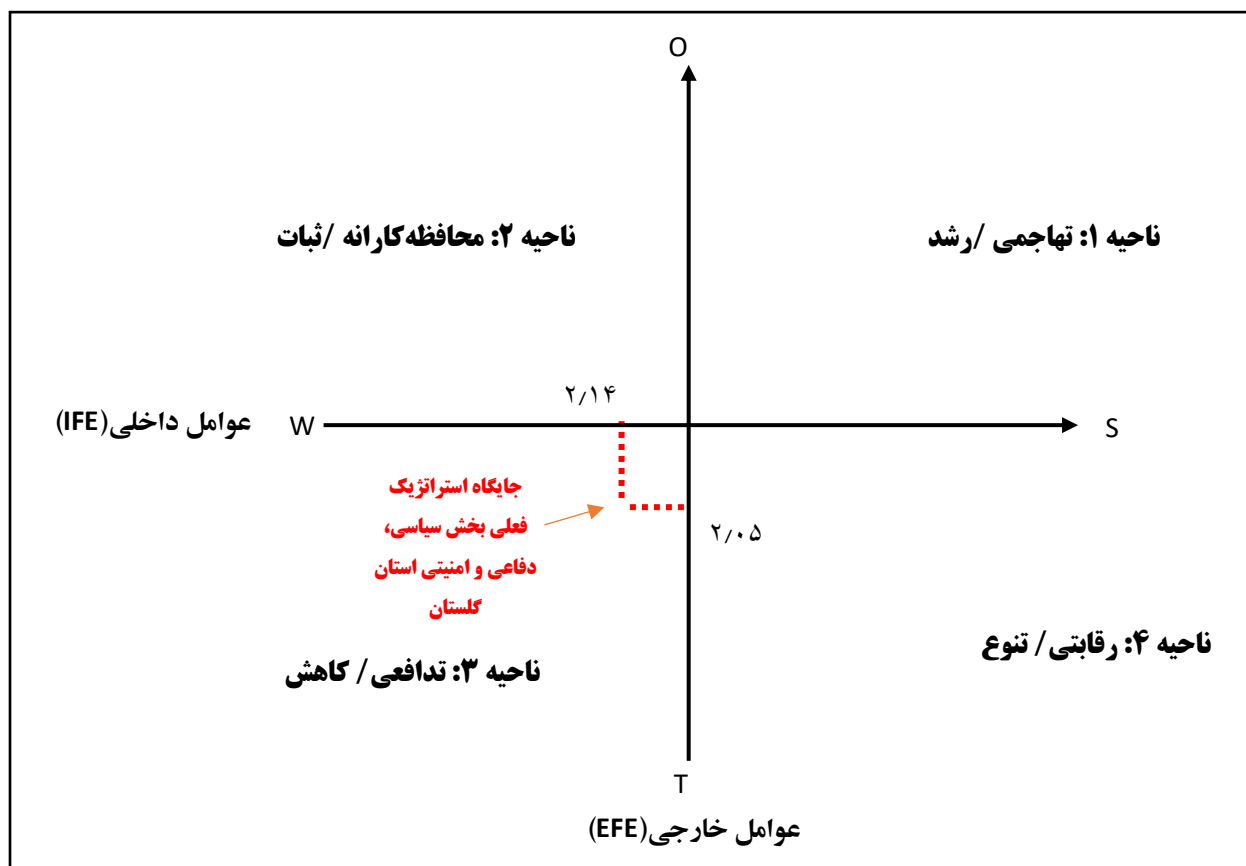 O
ناحیه ۱: تهاجمی /رشد
ناحیه ۲: محافظه‌کارانه /ثبات
۲/۱۴
S
W
عوامل داخلی(IFE)
جایگاه استراتژیک
فعلی بخش سیاسی،
دفاعی و امنیتی استان
گلستان
۲/۰۵
ناحیه ۴: رقابتی/ تنوع
ناحیه ۳: تدافعی/ کاهش
T
عوامل خارجی(EFE)